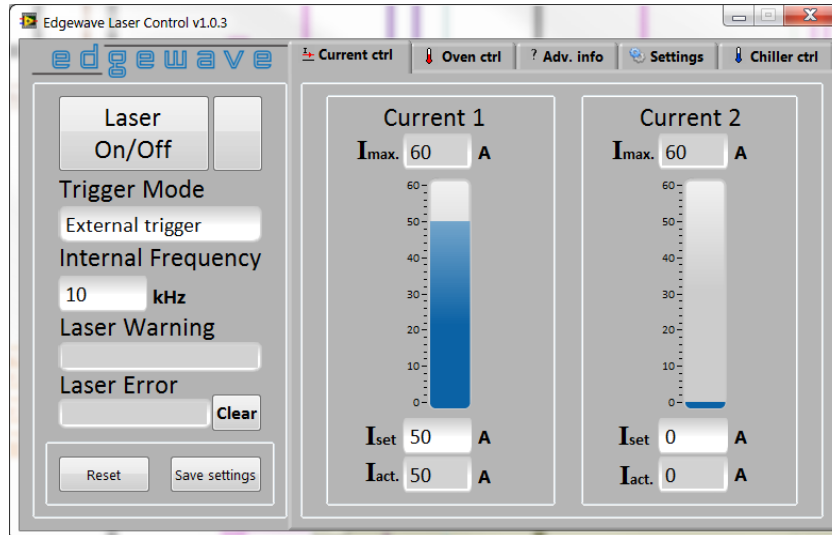 Edgewave Laser Control v1.0.3
edgewave
Laser
On/Off
Trigger Mode
External trigger
Internal Frequency
10 kHz
Laser Warning
Laser Error
Clear
Reset Save settings
Current ctrl Oven ctrl ? Adv. info Settings Chiller ctrl
Current 1
Imax. 60 A
60
50
40
30
20
10
0
Iset 50 A
Iact. 50 A
Current 2
Imax. 60 A
60
50
40
30
20
10
0
Iset 0 A
Iact. 0 A